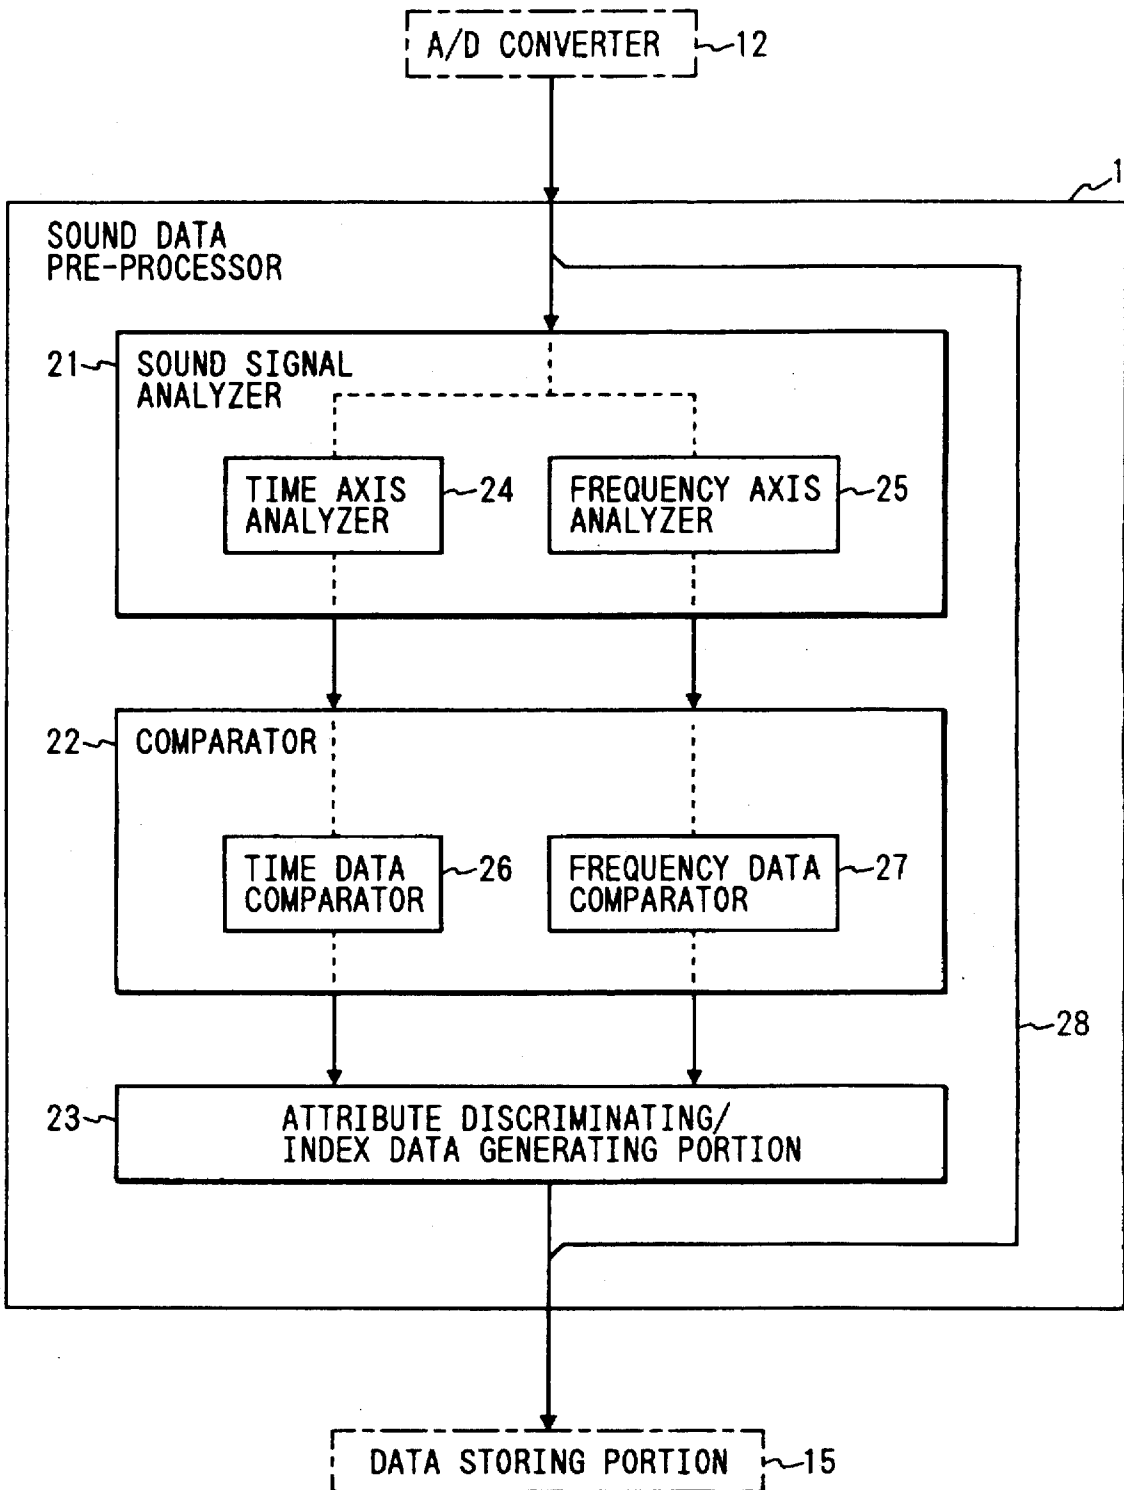 A/D CONVERTER 12
1
SOUND DATA
PRE-PROCESSOR
21 SOUND SIGNAL
ANALYZER
TIME AXIS
ANALYZER
24
FREQUENCY AXIS
ANALYZER
25
22 COMPARATOR
TIME DATA
COMPARATOR
26
FREQUENCY DATA
COMPARATOR
27
28
23 ATTRIBUTE DISCRIMINATING/
INDEX DATA GENERATING PORTION
DATA STORING PORTION 15